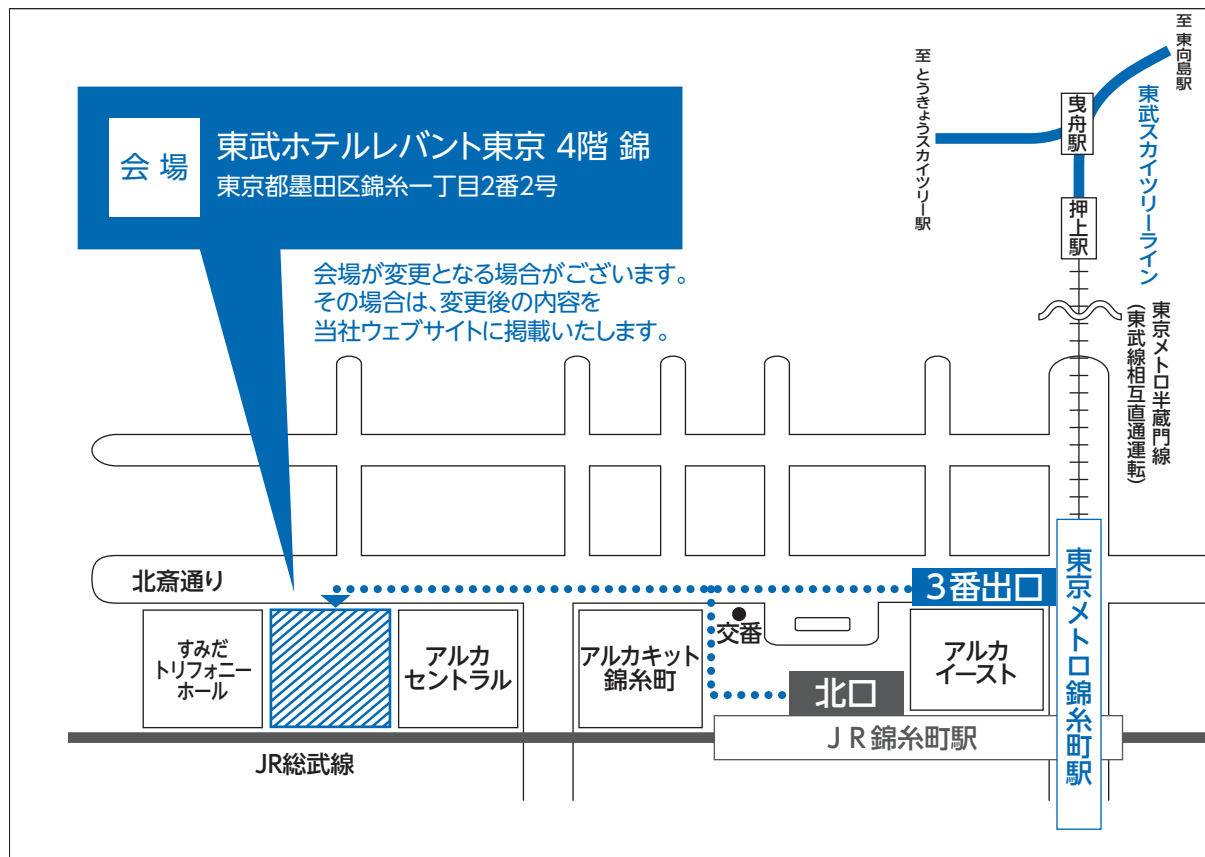 会場
東武ホテルレバント東京 4階 錦
東京都墨田区錦糸一丁目2番2号
会場が変更となる場合がございます。
その場合は、変更後の内容を
当社ウェブサイトに掲載いたします。
至 とうきょうスカイツリー駅
至 東向島駅
曳舟駅
東武スカイツリーライン
押上駅
東京メトロ半蔵門線
(東武線相互直通運転)
北斎通り
3番出口
東京メトロ錦糸町駅
すみだ
トリフォニー
ホール
アルカ
セントラル
アルカキット
錦糸町
交番
アルカ
イースト
北口
JR錦糸町駅
JR総武線